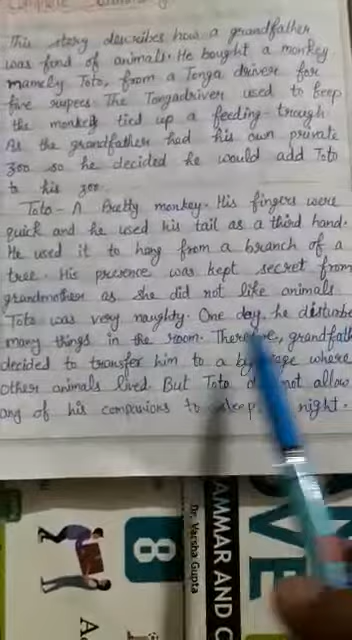 This story describes how a grandfather
was fond of animals. He bought a monkey
namely Toto, from a Tonga driver for
five rupees The Tongadriver used to keep
the monkey tied up a feeding-trough
As the grandfather had his own private
zoo so he decided he would add Toto
to his zoo.
Toto - A Pretty monkey. His fingers were
quick and he used his tail as a third hand.
He used it to hang from a branch of a
tree. His presence was kept secret from
grandmother as she did not like animals
Toto was very naughty. One day, he disturbe
many things in the room. Therefore, grandfath
decided to transfer him to a big cage where
other animals lived. But Toto did not allow
any of his companions to sleep night.
8
Dr. Varsha Gupta
AMMAR AND C
VE